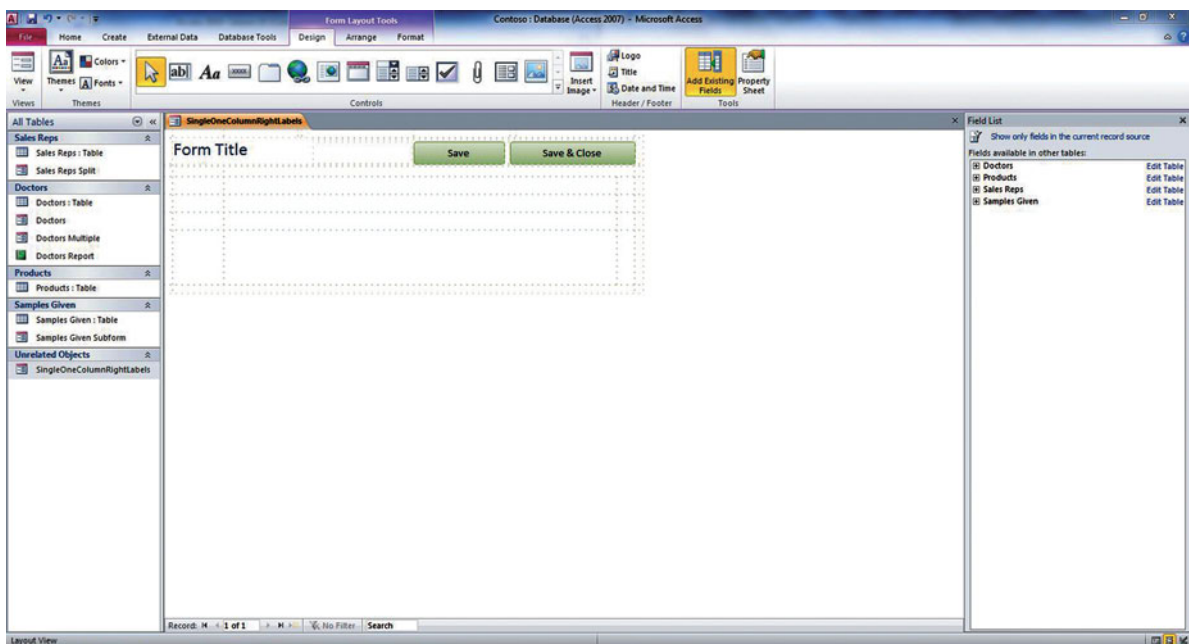 Form Layout Tools
Contoso : Database (Access 2007) - Microsoft Access
File Home Create External Data Database Tools Design Arrange Format
View
Themes
Colors
Fonts
Aa
A
ab|
Aa
xxxx
Insert Image
Logo
Title
Date and Time
Add Existing Fields
Property Sheet
Views Themes Controls Header / Footer Tools
All Tables
Sales Reps
Sales Reps : Table
Sales Reps Split
Doctors
Doctors : Table
Doctors
Doctors Multiple
Doctors Report
Products
Products : Table
Samples Given
Samples Given : Table
Samples Given Subform
Unrelated Objects
SingleOneColumnRightLabels
SingleOneColumnRightLabels
Form Title
Save
Save & Close
Field List
Show only fields in the current record source
Fields available in other tables:
Doctors Edit Table
Products Edit Table
Sales Reps Edit Table
Samples Given Edit Table
Record: 1 of 1 No Filter Search
Layout View